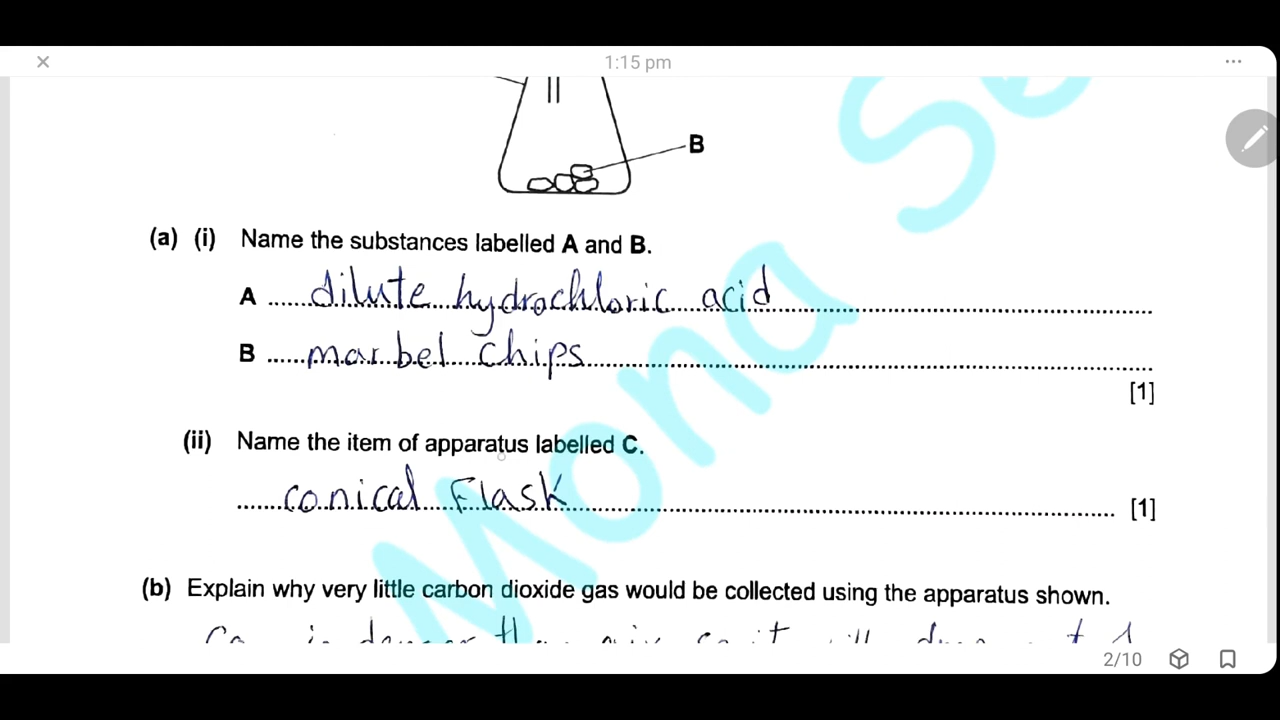 1:15 pm
B
(a) (i) Name the substances labelled A and B.
A ...... dilute hydrochloric acid
B ...... marbel chips
[1]
(ii) Name the item of apparatus labelled C.
conical Flask [1]
(b) Explain why very little carbon dioxide gas would be collected using the apparatus shown.
2/10
Mona Se